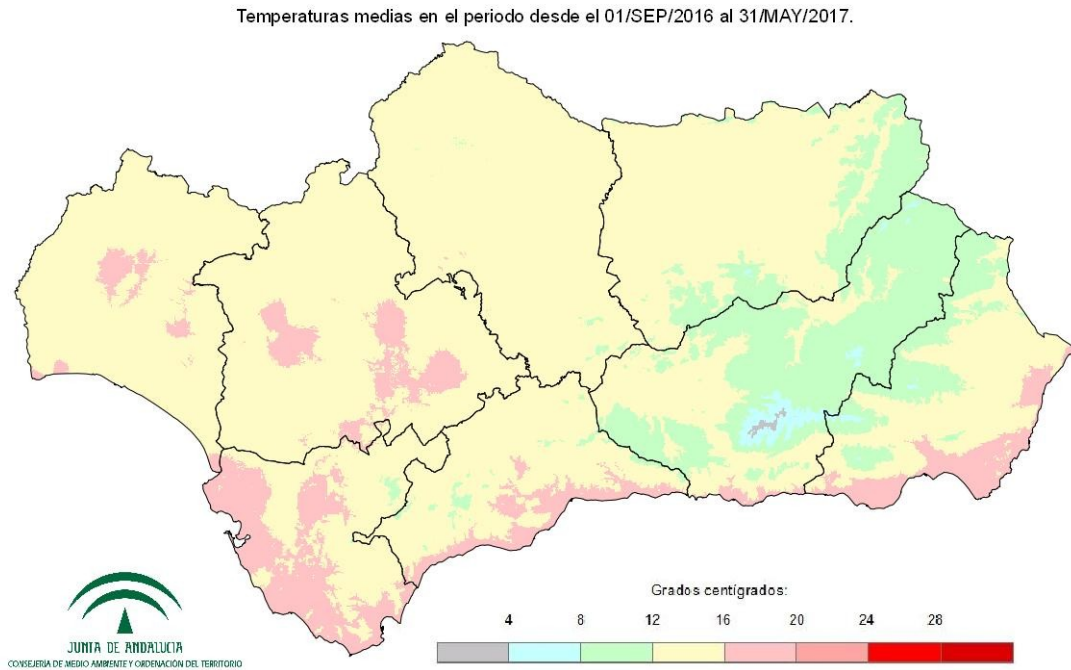 Temperaturas medias en el periodo desde el 01/SEP/2016 al 31/MAY/2017.
Grados centígrados:
4 8 12 16 20 24 28
JUNTA DE ANDALUCIA
CONSEJERÍA DE MEDIO AMBIENTE Y ORDENACIÓN DEL TERRITORIO